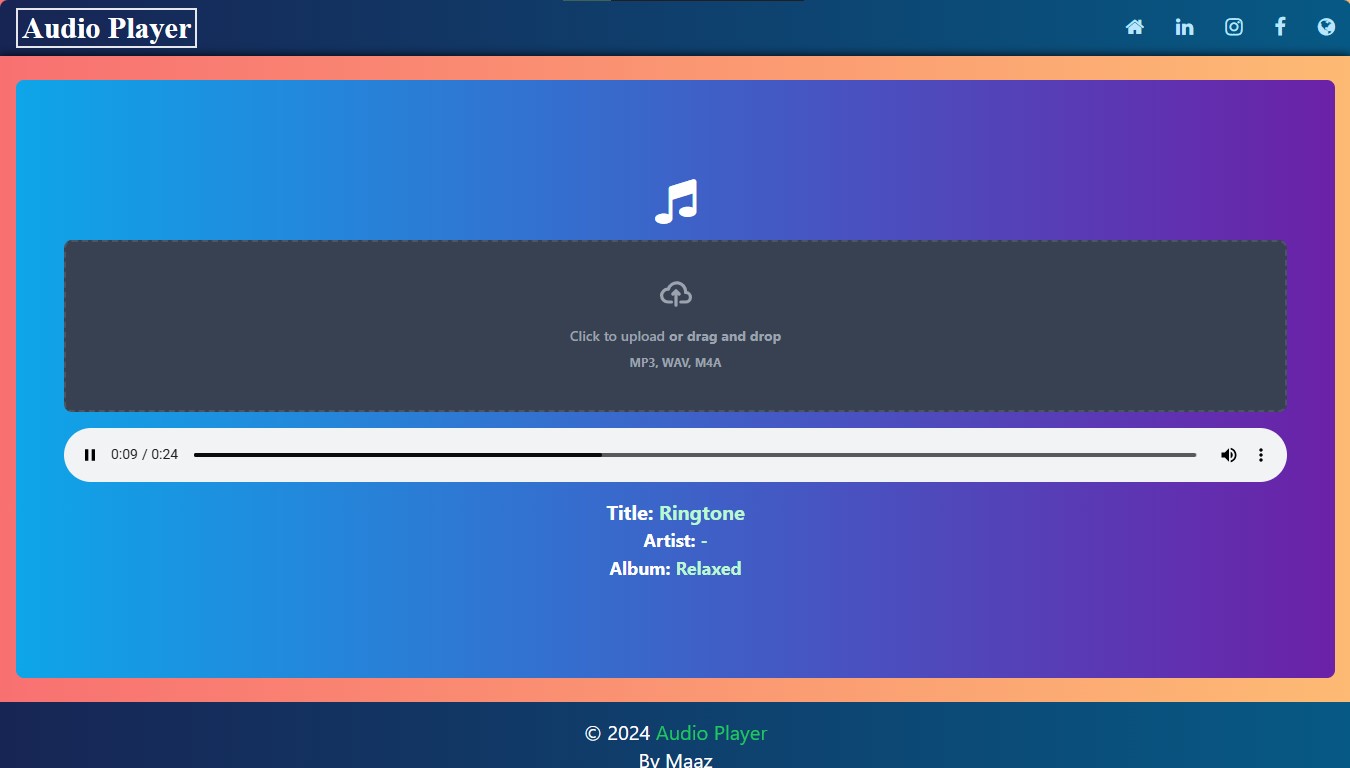 Audio Player
Click to upload or drag and drop
MP3, WAV, M4A
0:09 / 0:24
Title: Ringtone
Artist: -
Album: Relaxed
© 2024 Audio Player
By Maaz